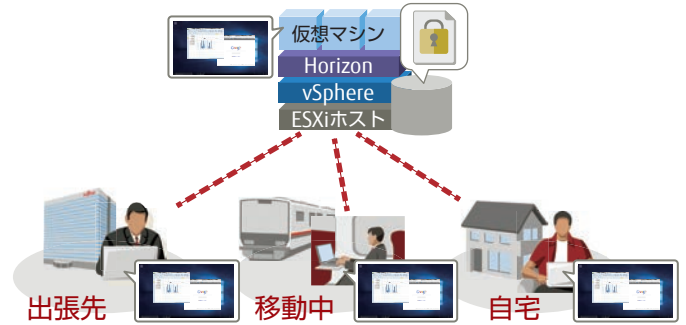 仮想マシン
Horizon
vSphere
ESXiホスト
出張先
移動中
自宅